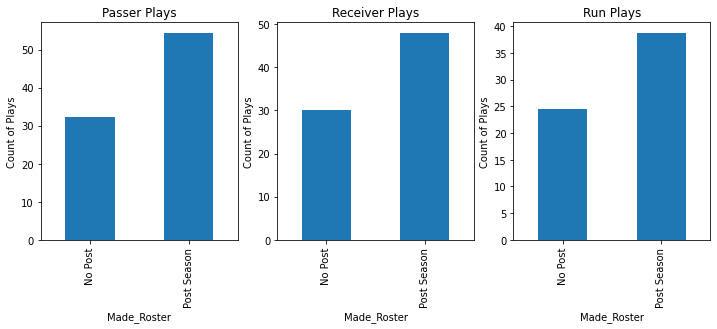 Passer Plays
Count of Plays
50
40
30
20
10
0
No Post
Post Season
Made_Roster
Receiver Plays
Count of Plays
50
40
30
20
10
0
No Post
Post Season
Made_Roster
Run Plays
Count of Plays
40
35
30
25
20
15
10
5
0
No Post
Post Season
Made_Roster